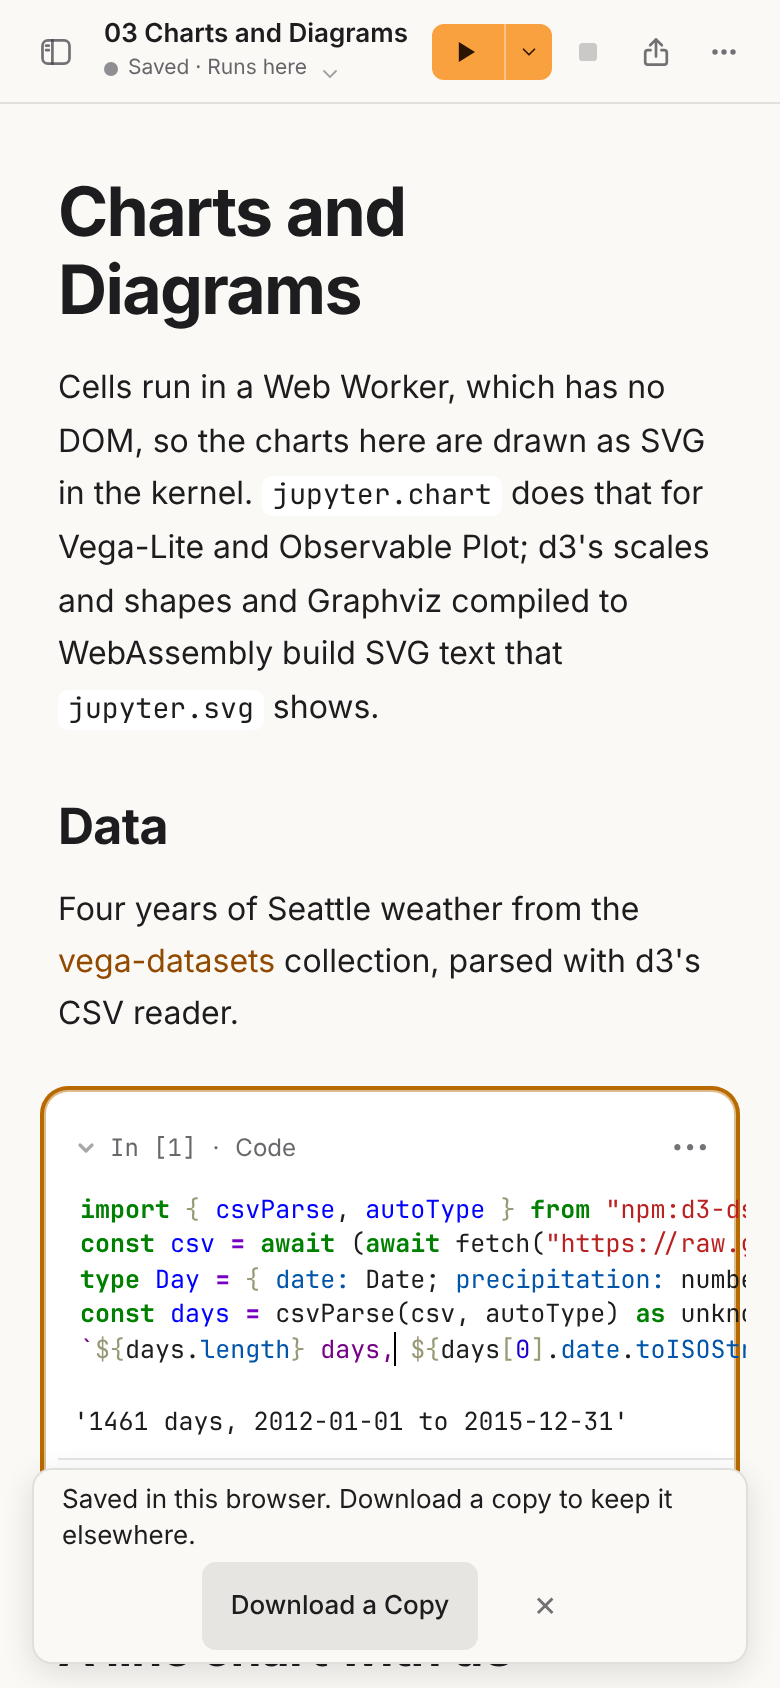 03 Charts and Diagrams
Saved · Runs here
Charts and
Diagrams
Cells run in a Web Worker, which has no
DOM, so the charts here are drawn as SVG
in the kernel. jupyter.chart does that for
Vega-Lite and Observable Plot; d3's scales
and shapes and Graphviz compiled to
WebAssembly build SVG text that
jupyter.svg shows.
Data
Four years of Seattle weather from the
vega-datasets collection, parsed with d3's
CSV reader.
In [1] · Code
import { csvParse, autoType } from "npm:d3-ds
const csv = await (await fetch("https://raw.g
type Day = { date: Date; precipitation: numbe
const days = csvParse(csv, autoType) as unkno
`${days.length} days, ${days[0].date.toISOStr
'1461 days, 2012-01-01 to 2015-12-31'
Saved in this browser. Download a copy to keep it
elsewhere.
Download a Copy